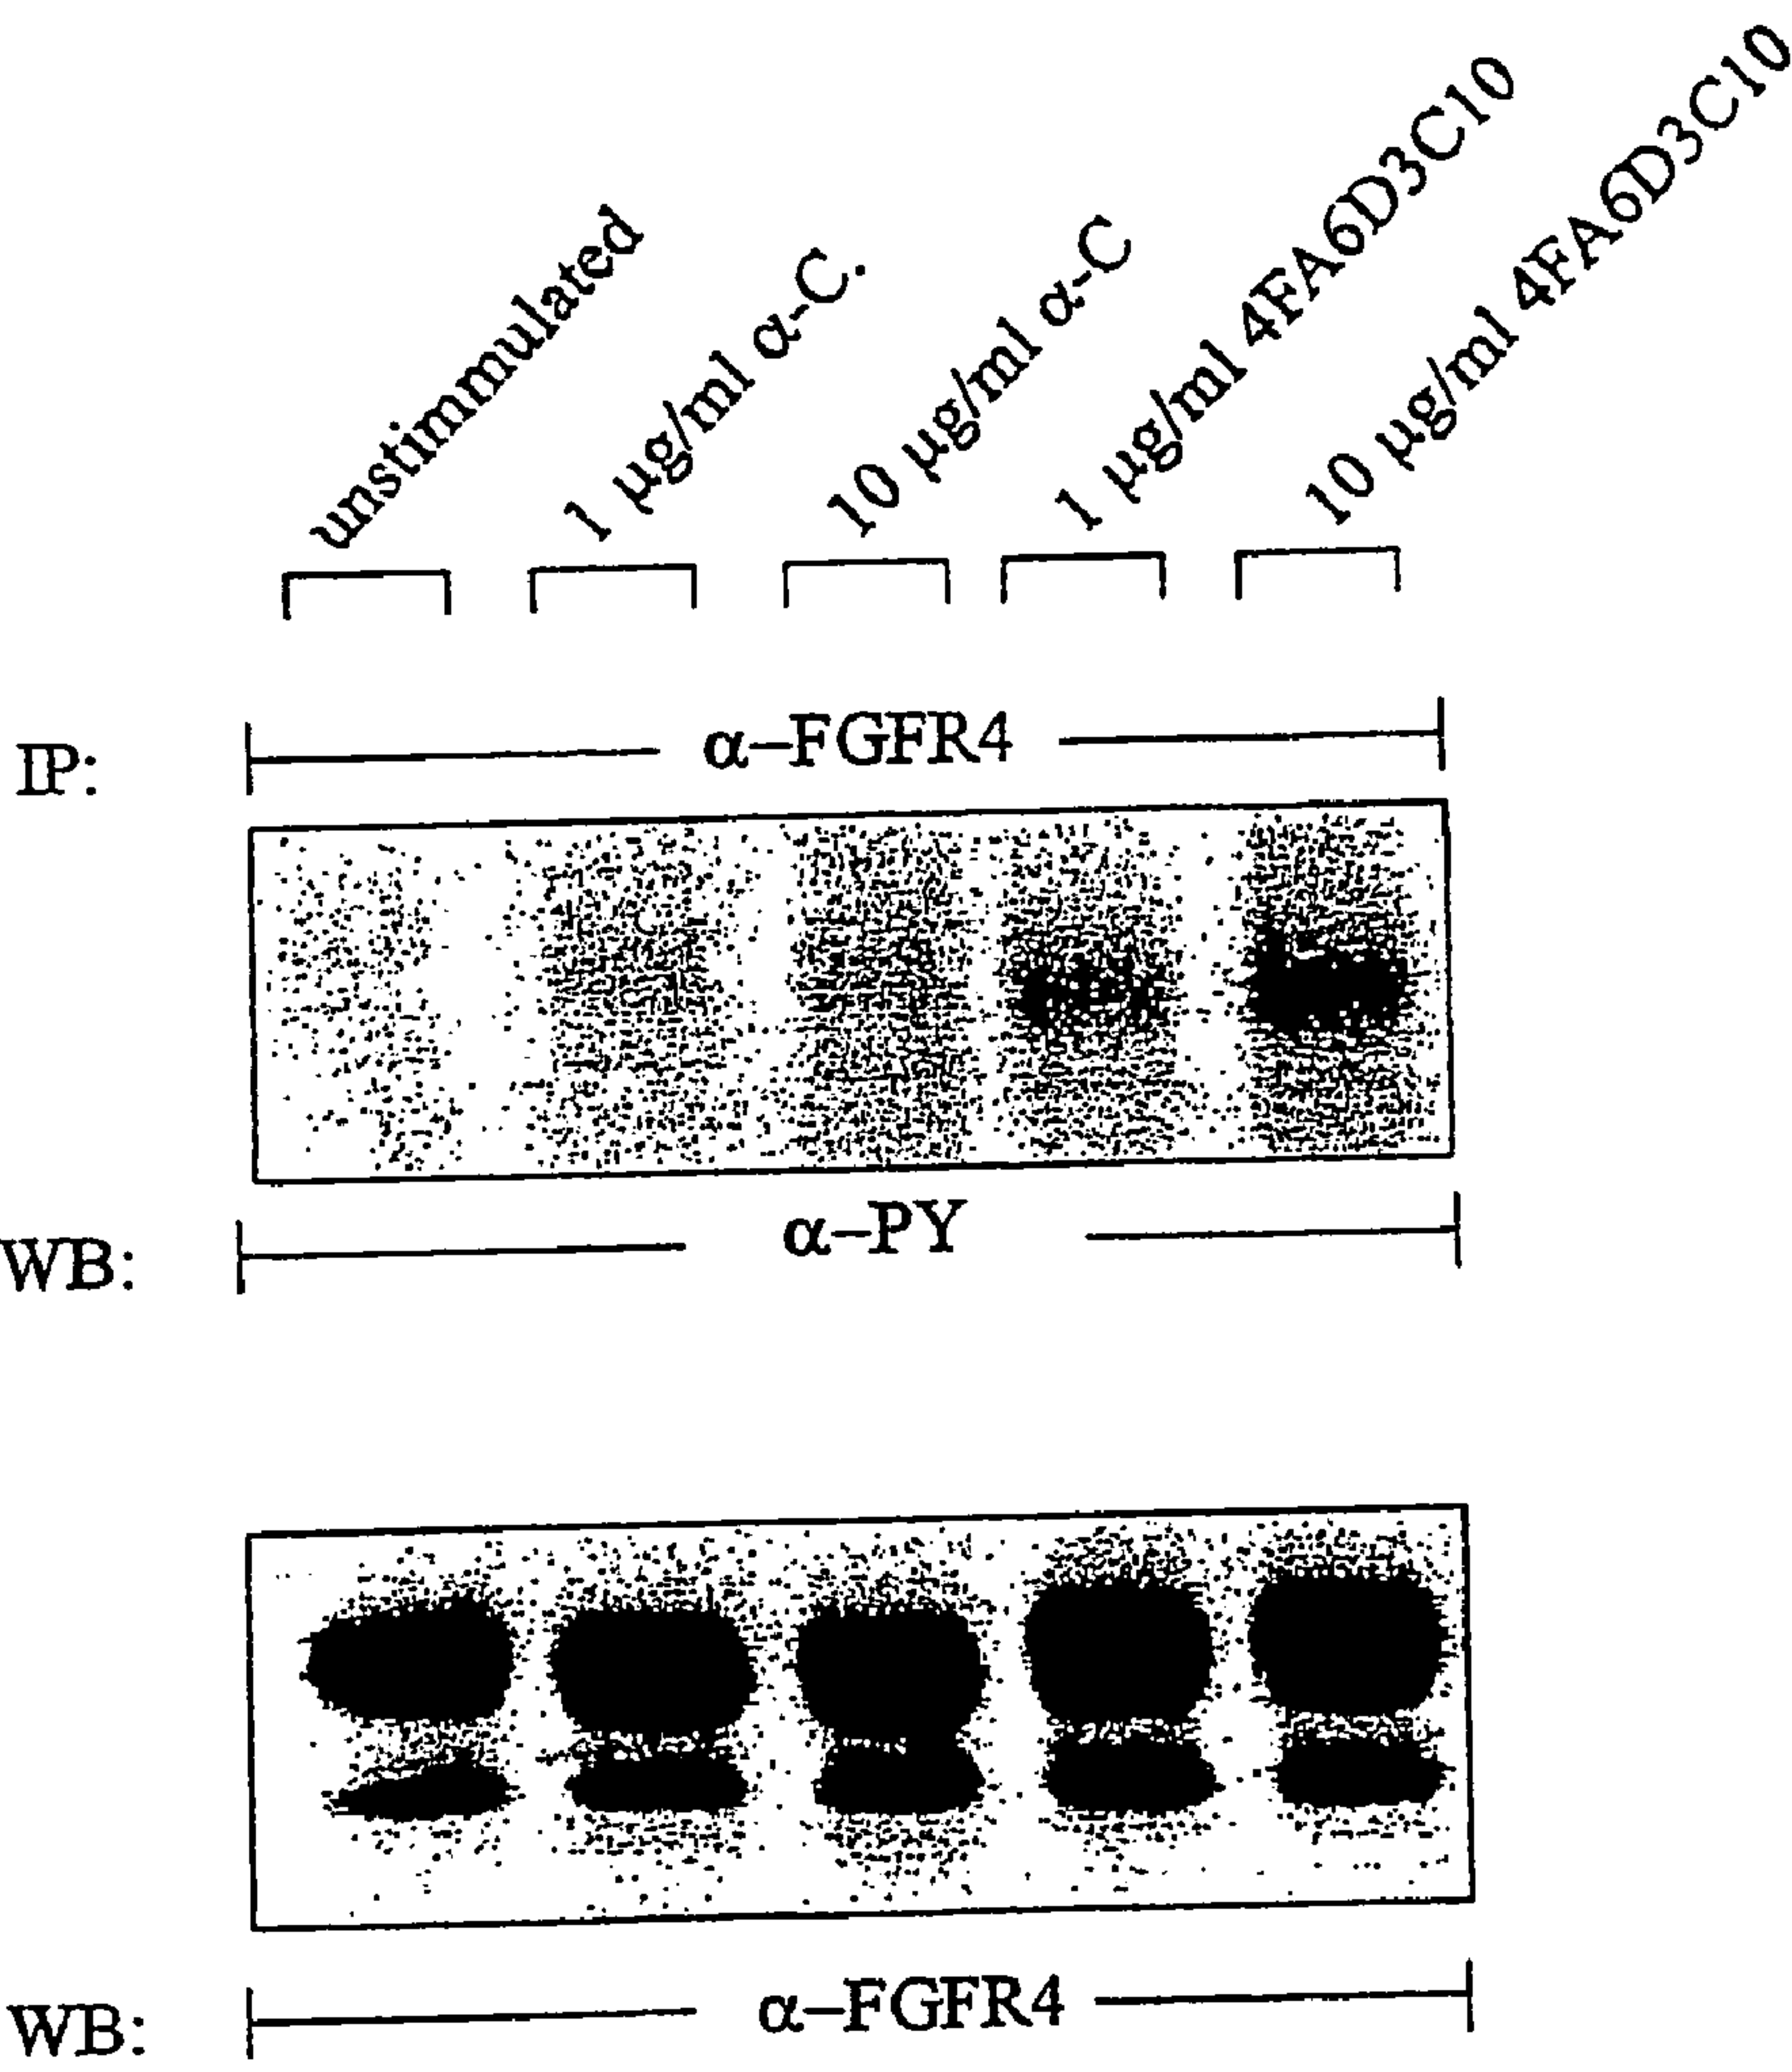 unstimmulated
1 µg/ml α-C.
10 µg/ml α-C
1 µg/ml 4FA6D3C10
10 µg/ml 4FA6D3C10
IP: α–FGFR4
WB: α–PY
WB: α–FGFR4